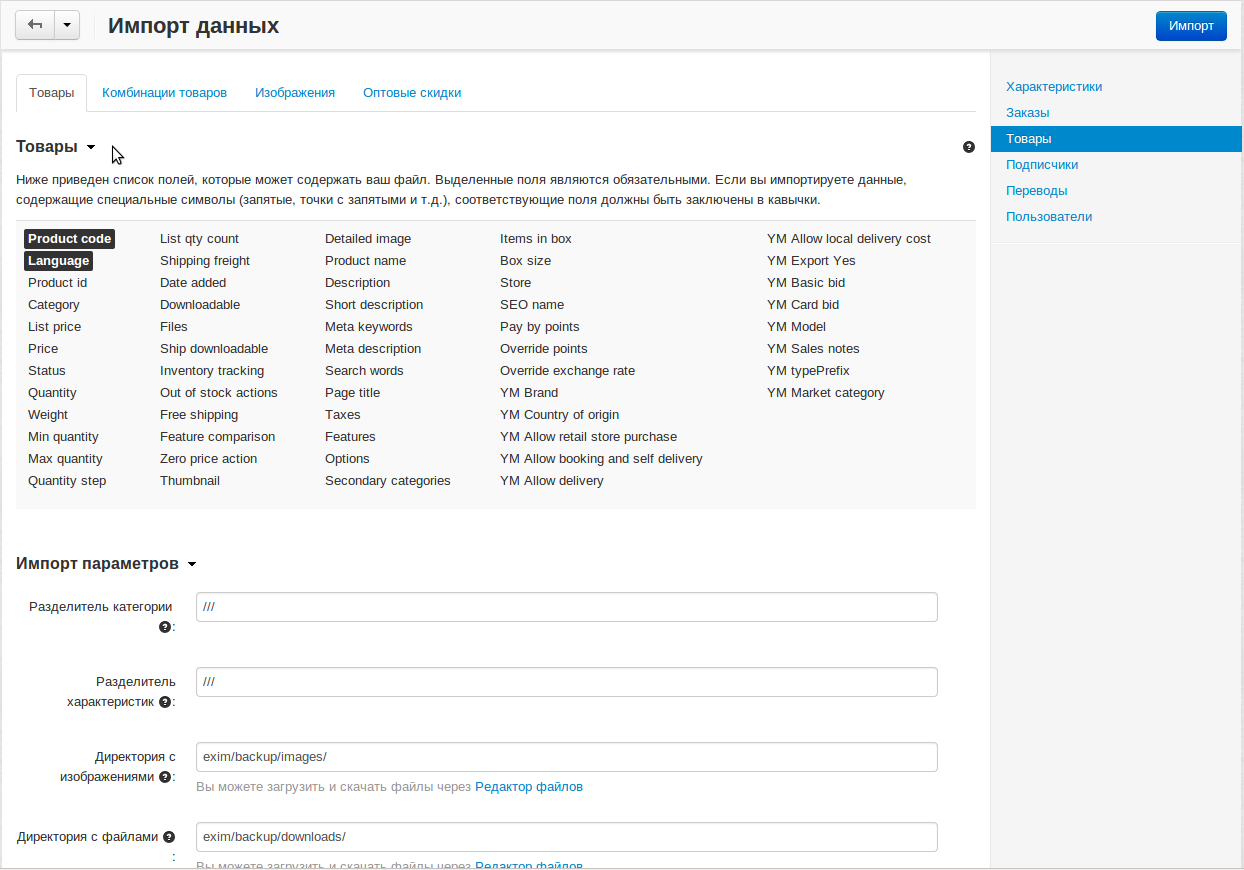 Импорт данных
Импорт
Товары
Комбинации товаров
Изображения
Оптовые скидки
Характеристики
Заказы
Товары
Подписчики
Переводы
Пользователи
Товары
Ниже приведен список полей, которые может содержать ваш файл. Выделенные поля являются обязательными. Если вы импортируете данные,
содержащие специальные символы (запятые, точки с запятыми и т.д.), соответствующие поля должны быть заключены в кавычки.
Product code
Language
Product id
Category
List price
Price
Status
Quantity
Weight
Min quantity
Max quantity
Quantity step
List qty count
Shipping freight
Date added
Downloadable
Files
Ship downloadable
Inventory tracking
Out of stock actions
Free shipping
Feature comparison
Zero price action
Thumbnail
Detailed image
Product name
Description
Short description
Meta keywords
Meta description
Search words
Page title
Taxes
Features
Options
Secondary categories
Items in box
Box size
Store
SEO name
Pay by points
Override points
Override exchange rate
YM Brand
YM Country of origin
YM Allow retail store purchase
YM Allow booking and self delivery
YM Allow delivery
YM Allow local delivery cost
YM Export Yes
YM Basic bid
YM Card bid
YM Model
YM Sales notes
YM typePrefix
YM Market category
Импорт параметров
Разделитель категории
?:
///
Разделитель
характеристик ?:
///
Директория с
изображениями ?:
exim/backup/images/
Вы можете загрузить и скачать файлы через Редактор файлов
Директория с файлами ?
:
exim/backup/downloads/
Вы можете загрузить и скачать файлы через Редактор файлов